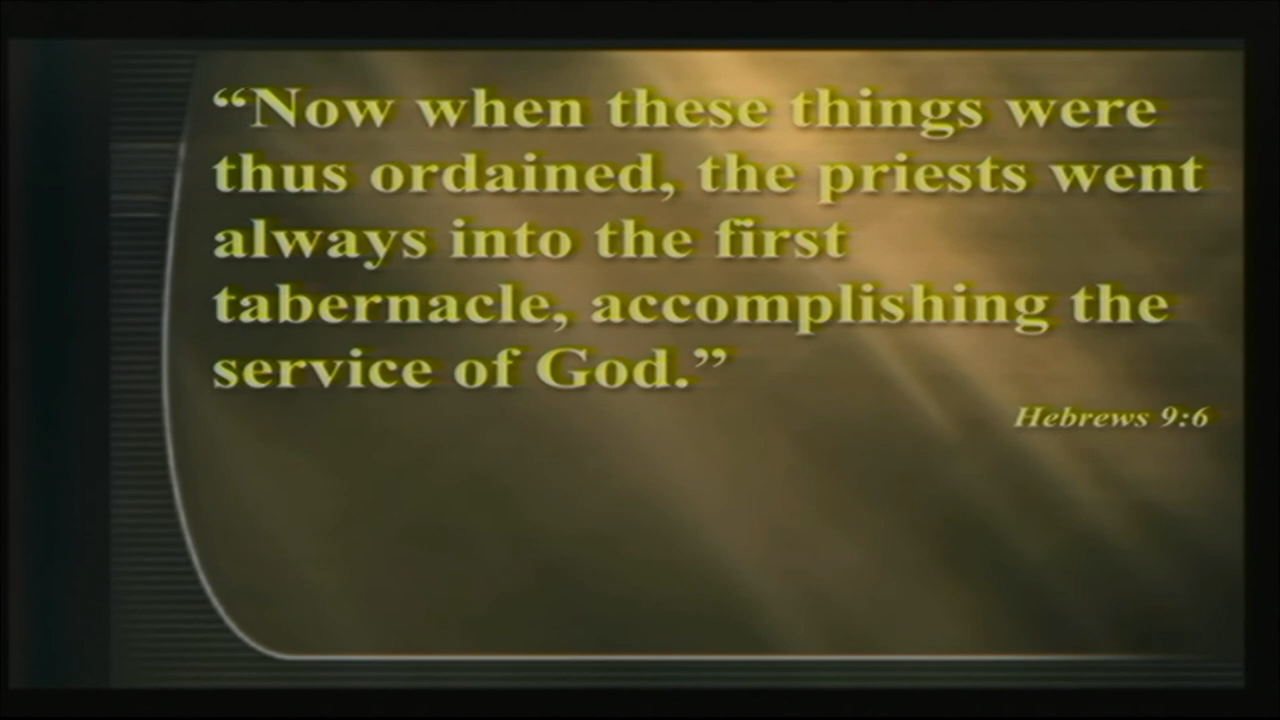 “Now when these things were
thus ordained, the priests went
always into the first
tabernacle, accomplishing the
service of God.”
Hebrews 9:6